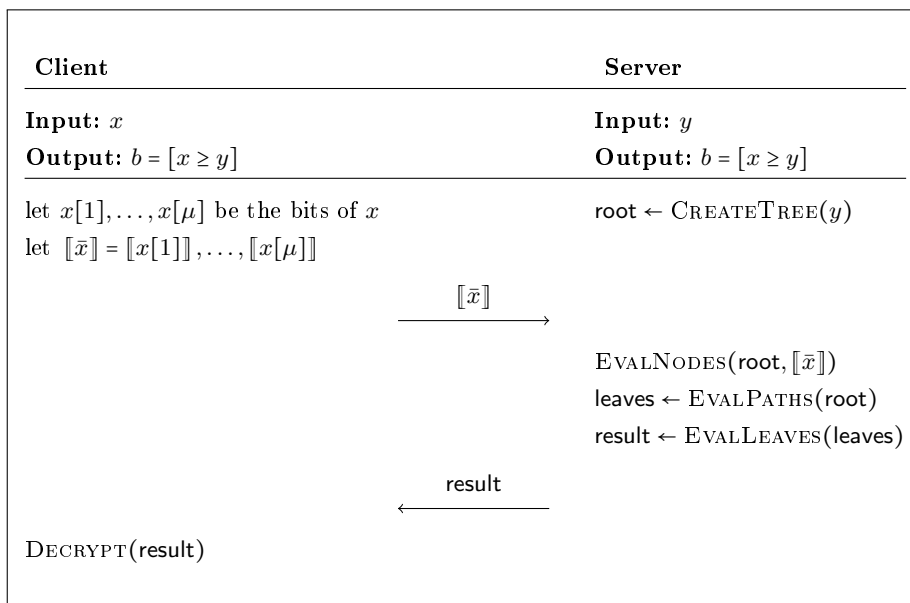 Client Server
Input: x Input: y
Output: b = [x ≥ y] Output: b = [x ≥ y]
let x[1], . . . , x[μ] be the bits of x root ← CREATETREE(y)
let ⟦x̄⟧ = ⟦x[1]⟧, . . . , ⟦x[μ]⟧
⟦x̄⟧
EVALNODES(root, ⟦x̄⟧)
leaves ← EVALPATHS(root)
result ← EVALLEAVES(leaves)
result
DECRYPT(result)